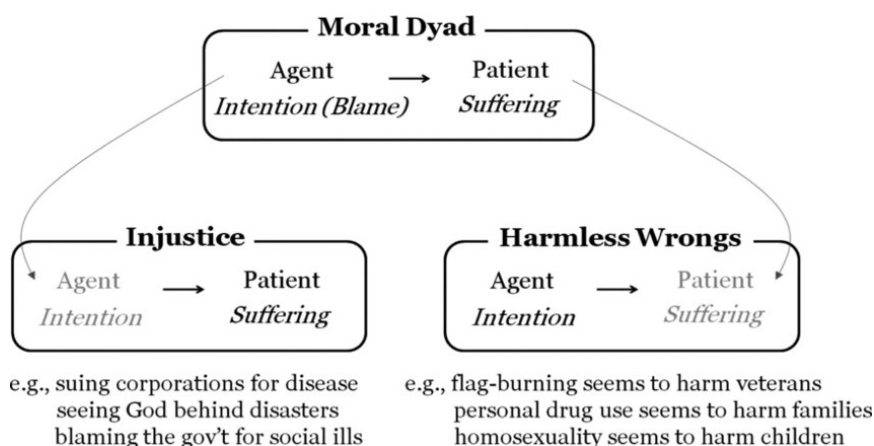 Moral Dyad
Agent → Patient
Intention (Blame) Suffering
Injustice
Agent → Patient
Intention Suffering
e.g., suing corporations for disease
seeing God behind disasters
blaming the gov't for social ills
Harmless Wrongs
Agent → Patient
Intention Suffering
e.g., flag-burning seems to harm veterans
personal drug use seems to harm families
homosexuality seems to harm children